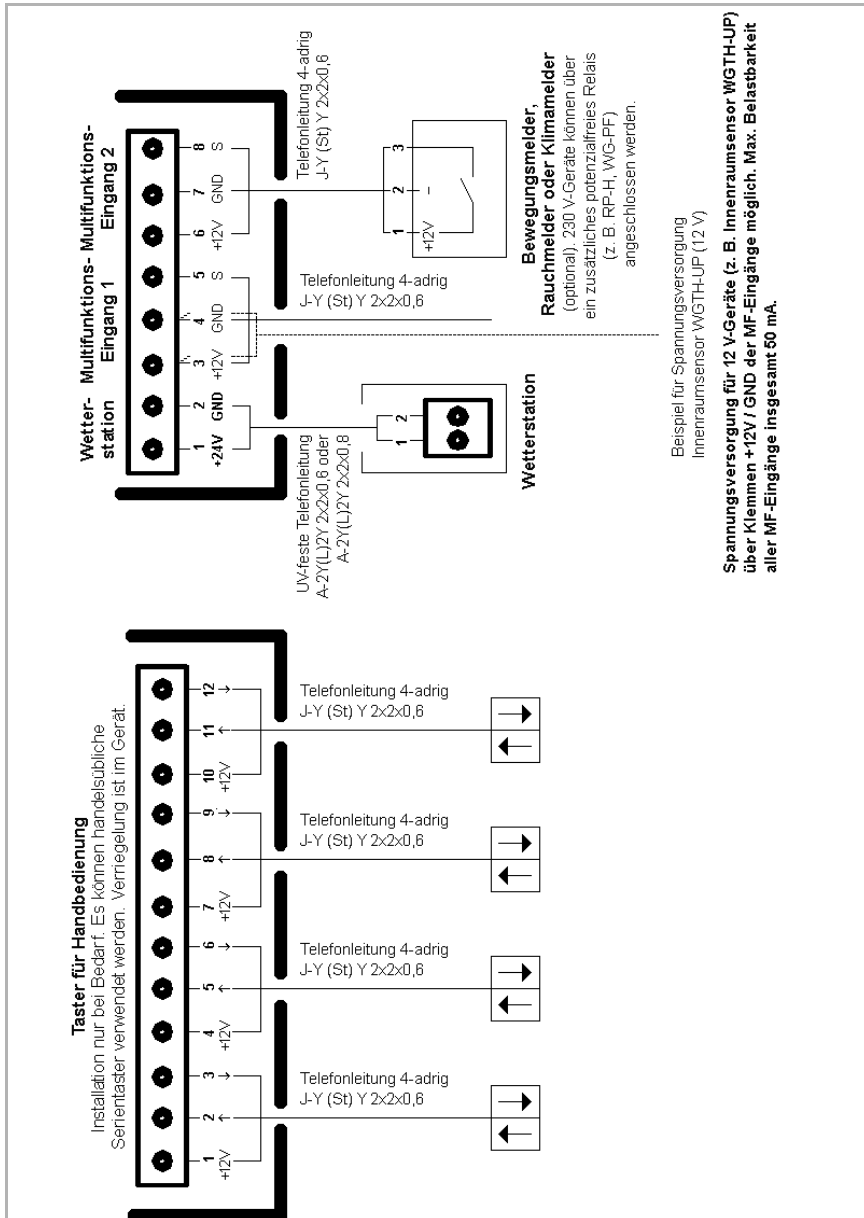 Taster für Handbedienung
Installation nur bei Bedarf. Es können handelsübliche
Serientaster verwendet werden. Verriegelung ist im Gerät.
1 2 3 4 5 6 7 8 9 10 11 12
+12V ← → +12V ← → +12V ← → +12V ← →
Telefonleitung 4-adrig
J-Y (St) Y 2x2x0,6
Telefonleitung 4-adrig
J-Y (St) Y 2x2x0,6
Telefonleitung 4-adrig
J-Y (St) Y 2x2x0,6
Telefonleitung 4-adrig
J-Y (St) Y 2x2x0,6
Wetter-
station
Multifunktions-
Eingang 1
Multifunktions-
Eingang 2
1 2 3 4 5 6 7 8
+24V GND +12V GND S +12V GND S
UV-feste Telefonleitung
A-2Y(L)2Y 2x2x0,6 oder
A-2Y(L)2Y 2x2x0,8
Telefonleitung 4-adrig
J-Y (St) Y 2x2x0,6
Telefonleitung 4-adrig
J-Y (St) Y 2x2x0,6
1 2
Wetterstation
1 2 3
+12V –
Bewegungsmelder,
Rauchmelder oder Klimamelder
(optional). 230 V-Geräte können über
ein zusätzliches potenzialfreies Relais
(z. B. RP-H, WG-PF)
angeschlossen werden.
Beispiel für Spannungsversorgung
Innenraumsensor WGTH-UP (12 V)
Spannungsversorgung für 12 V-Geräte (z. B. Innenraumsensor WGTH-UP)
über Klemmen +12V / GND der MF-Eingänge möglich. Max. Belastbarkeit
aller MF-Eingänge insgesamt 50 mA.